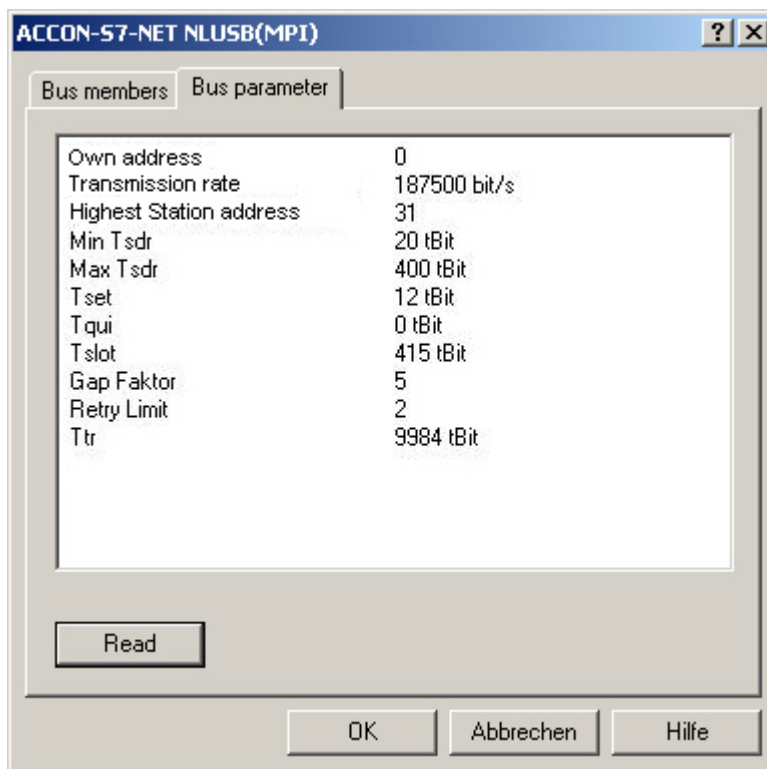 ACCON-S7-NET NLUSB(MPI)
Bus members Bus parameter
Own address 0
Transmission rate 187500 bit/s
Highest Station address 31
Min Tsdr 20 tBit
Max Tsdr 400 tBit
Tset 12 tBit
Tqui 0 tBit
Tslot 415 tBit
Gap Faktor 5
Retry Limit 2
Ttr 9984 tBit
Read
OK Abbrechen Hilfe